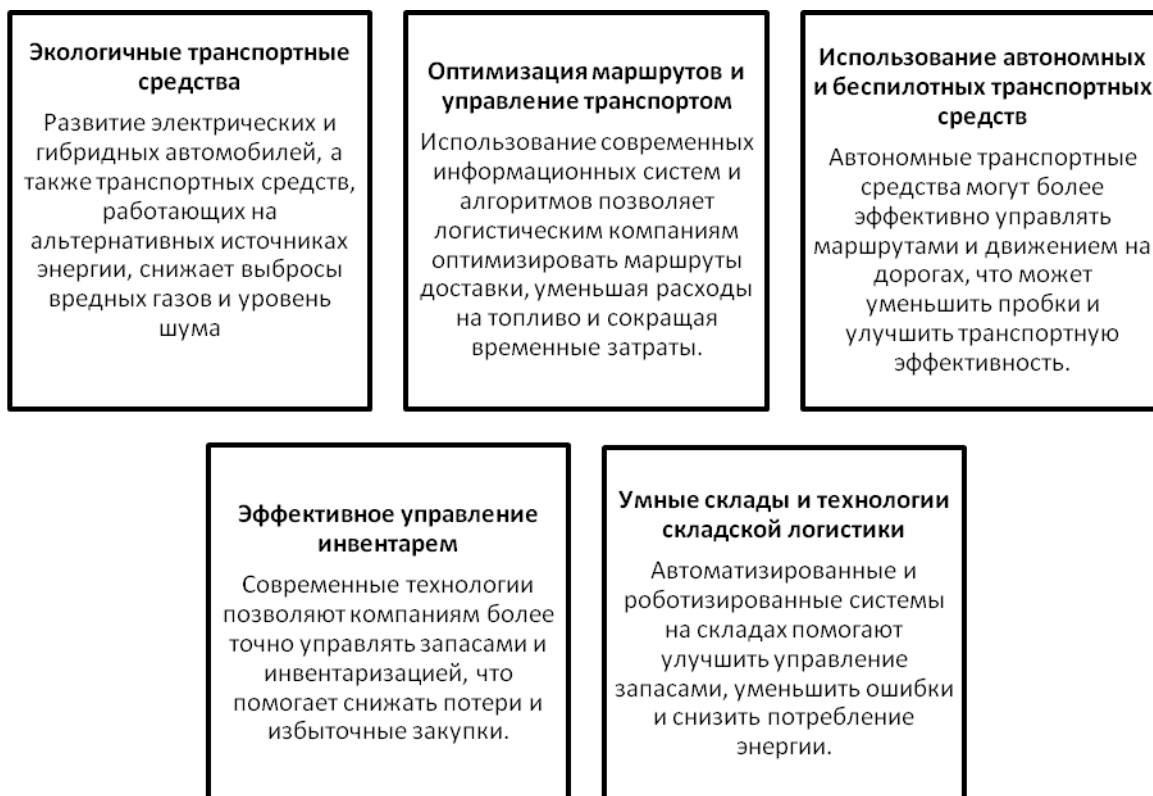 Экологичные транспортные
средства
Развитие электрических и
гибридных автомобилей, а
также транспортных средств,
работающих на
альтернативных источниках
энергии, снижает выбросы
вредных газов и уровень
шума
Оптимизация маршрутов и
управление транспортом
Использование современных
информационных систем и
алгоритмов позволяет
логистическим компаниям
оптимизировать маршруты
доставки, уменьшая расходы
на топливо и сокращая
временные затраты.
Использование автономных
и беспилотных транспортных
средств
Автономные транспортные
средства могут более
эффективно управлять
маршрутами и движением на
дорогах, что может
уменьшить пробки и
улучшить транспортную
эффективность.
Эффективное управление
инвентарем
Современные технологии
позволяют компаниям более
точно управлять запасами и
инвентаризацией, что
помогает снижать потери и
избыточные закупки.
Умные склады и технологии
складской логистики
Автоматизированные и
роботизированные системы
на складах помогают
улучшить управление
запасами, уменьшить ошибки
и снизить потребление
энергии.